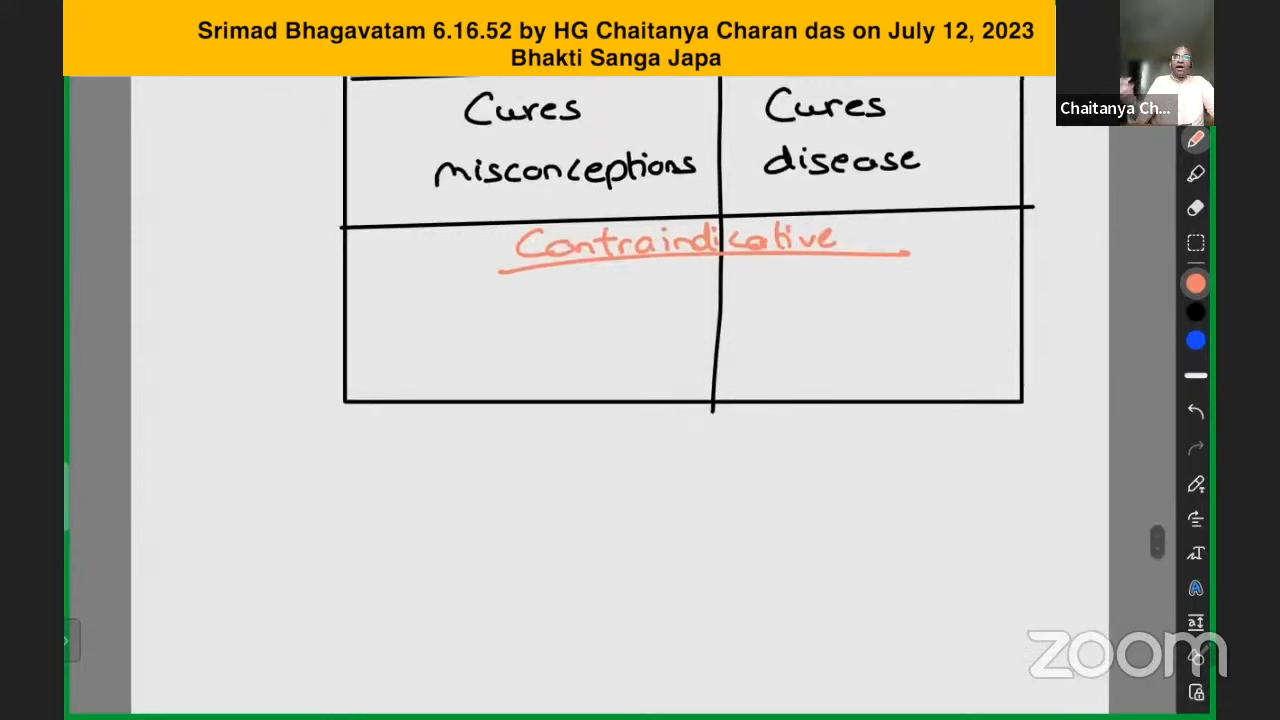 Srimad Bhagavatam 6.16.52 by HG Chaitanya Charan das on July 12, 2023
Bhakti Sanga Japa
Chaitanya Ch...
Cures
misconceptions
Cures
disease
Contraindicative
zoom